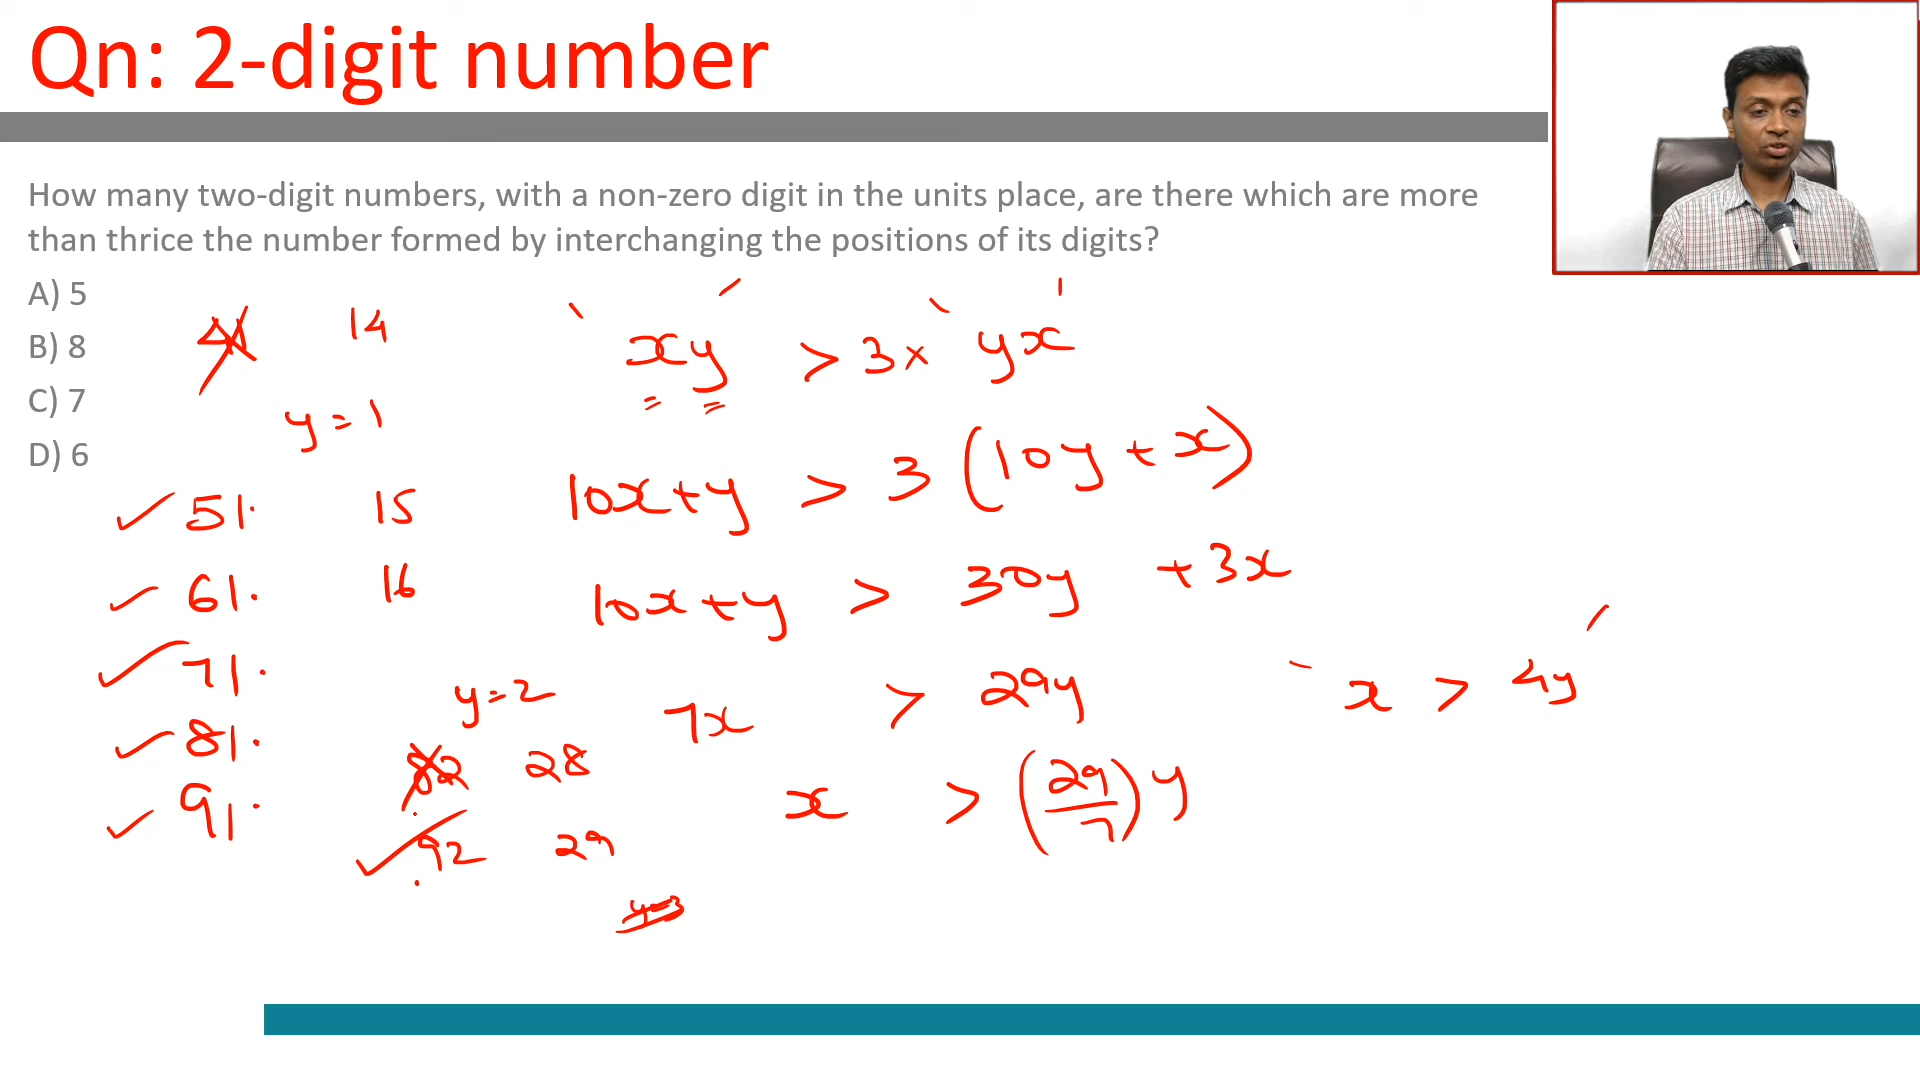 Qn: 2-digit number
How many two-digit numbers, with a non-zero digit in the units place, are there which are more
than thrice the number formed by interchanging the positions of its digits?
A) 5
B) 8
C) 7
D) 6
41 14
y = 1
51. 15
61. 16
71.
81.
91.
y = 2
82 28
92 29
y = 3
'xy' > 3 × 'yx'
10x + y > 3 (10y + x)
10x + y > 30y + 3x
7x > 29y
x > (29/7) y
'x > 4y'